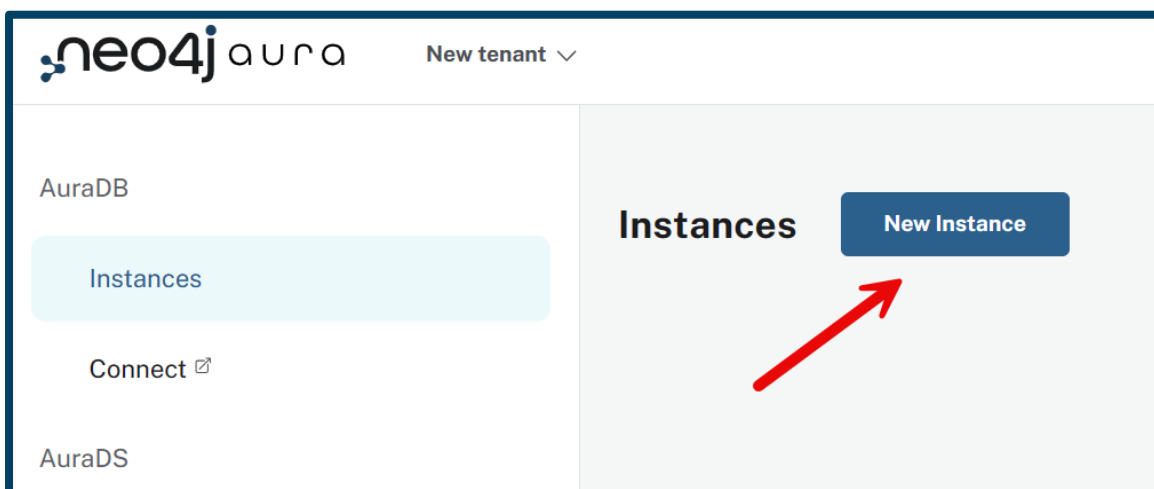 neo4j aura
New tenant
AuraDB
Instances
Connect
AuraDS
Instances
New Instance